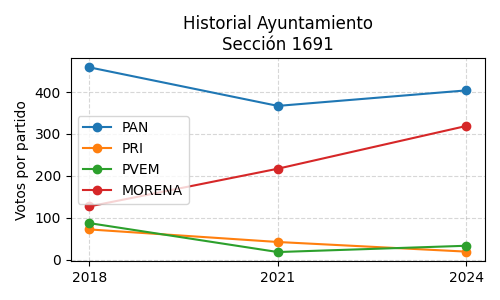 Historial Ayuntamiento
Sección 1691
Votos por partido
400
300
200
100
0
PAN
PRI
PVEM
MORENA
2018
2021
2024